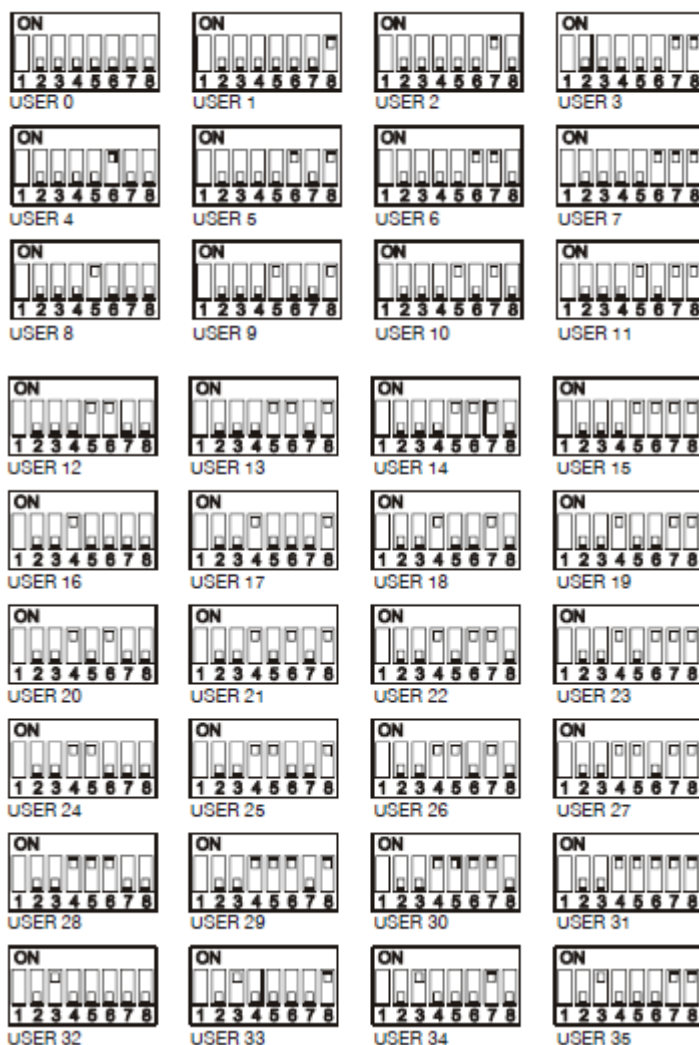 ON ON ON ON
1 2 3 4 5 6 7 8 1 2 3 4 5 6 7 8 1 2 3 4 5 6 7 8 1 2 3 4 5 6 7 8
USER 0 USER 1 USER 2 USER 3
ON ON ON ON
1 2 3 4 5 6 7 8 1 2 3 4 5 6 7 8 1 2 3 4 5 6 7 8 1 2 3 4 5 6 7 8
USER 4 USER 5 USER 6 USER 7
ON ON ON ON
1 2 3 4 5 6 7 8 1 2 3 4 5 6 7 8 1 2 3 4 5 6 7 8 1 2 3 4 5 6 7 8
USER 8 USER 9 USER 10 USER 11
ON ON ON ON
1 2 3 4 5 6 7 8 1 2 3 4 5 6 7 8 1 2 3 4 5 6 7 8 1 2 3 4 5 6 7 8
USER 12 USER 13 USER 14 USER 15
ON ON ON ON
1 2 3 4 5 6 7 8 1 2 3 4 5 6 7 8 1 2 3 4 5 6 7 8 1 2 3 4 5 6 7 8
USER 16 USER 17 USER 18 USER 19
ON ON ON ON
1 2 3 4 5 6 7 8 1 2 3 4 5 6 7 8 1 2 3 4 5 6 7 8 1 2 3 4 5 6 7 8
USER 20 USER 21 USER 22 USER 23
ON ON ON ON
1 2 3 4 5 6 7 8 1 2 3 4 5 6 7 8 1 2 3 4 5 6 7 8 1 2 3 4 5 6 7 8
USER 24 USER 25 USER 26 USER 27
ON ON ON ON
1 2 3 4 5 6 7 8 1 2 3 4 5 6 7 8 1 2 3 4 5 6 7 8 1 2 3 4 5 6 7 8
USER 28 USER 29 USER 30 USER 31
ON ON ON ON
1 2 3 4 5 6 7 8 1 2 3 4 5 6 7 8 1 2 3 4 5 6 7 8 1 2 3 4 5 6 7 8
USER 32 USER 33 USER 34 USER 35